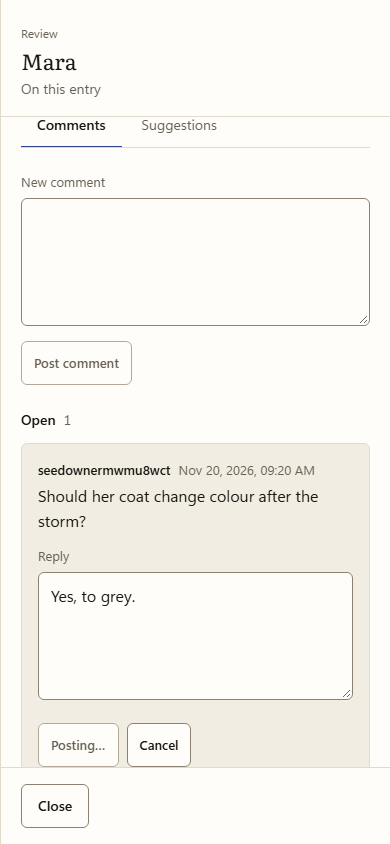 Review
Mara
On this entry
Comments Suggestions
New comment
Post comment
Open 1
seedownermwmu8wct Nov 20, 2026, 09:20 AM
Should her coat change colour after the
storm?
Reply
Yes, to grey.
Posting… Cancel
Close